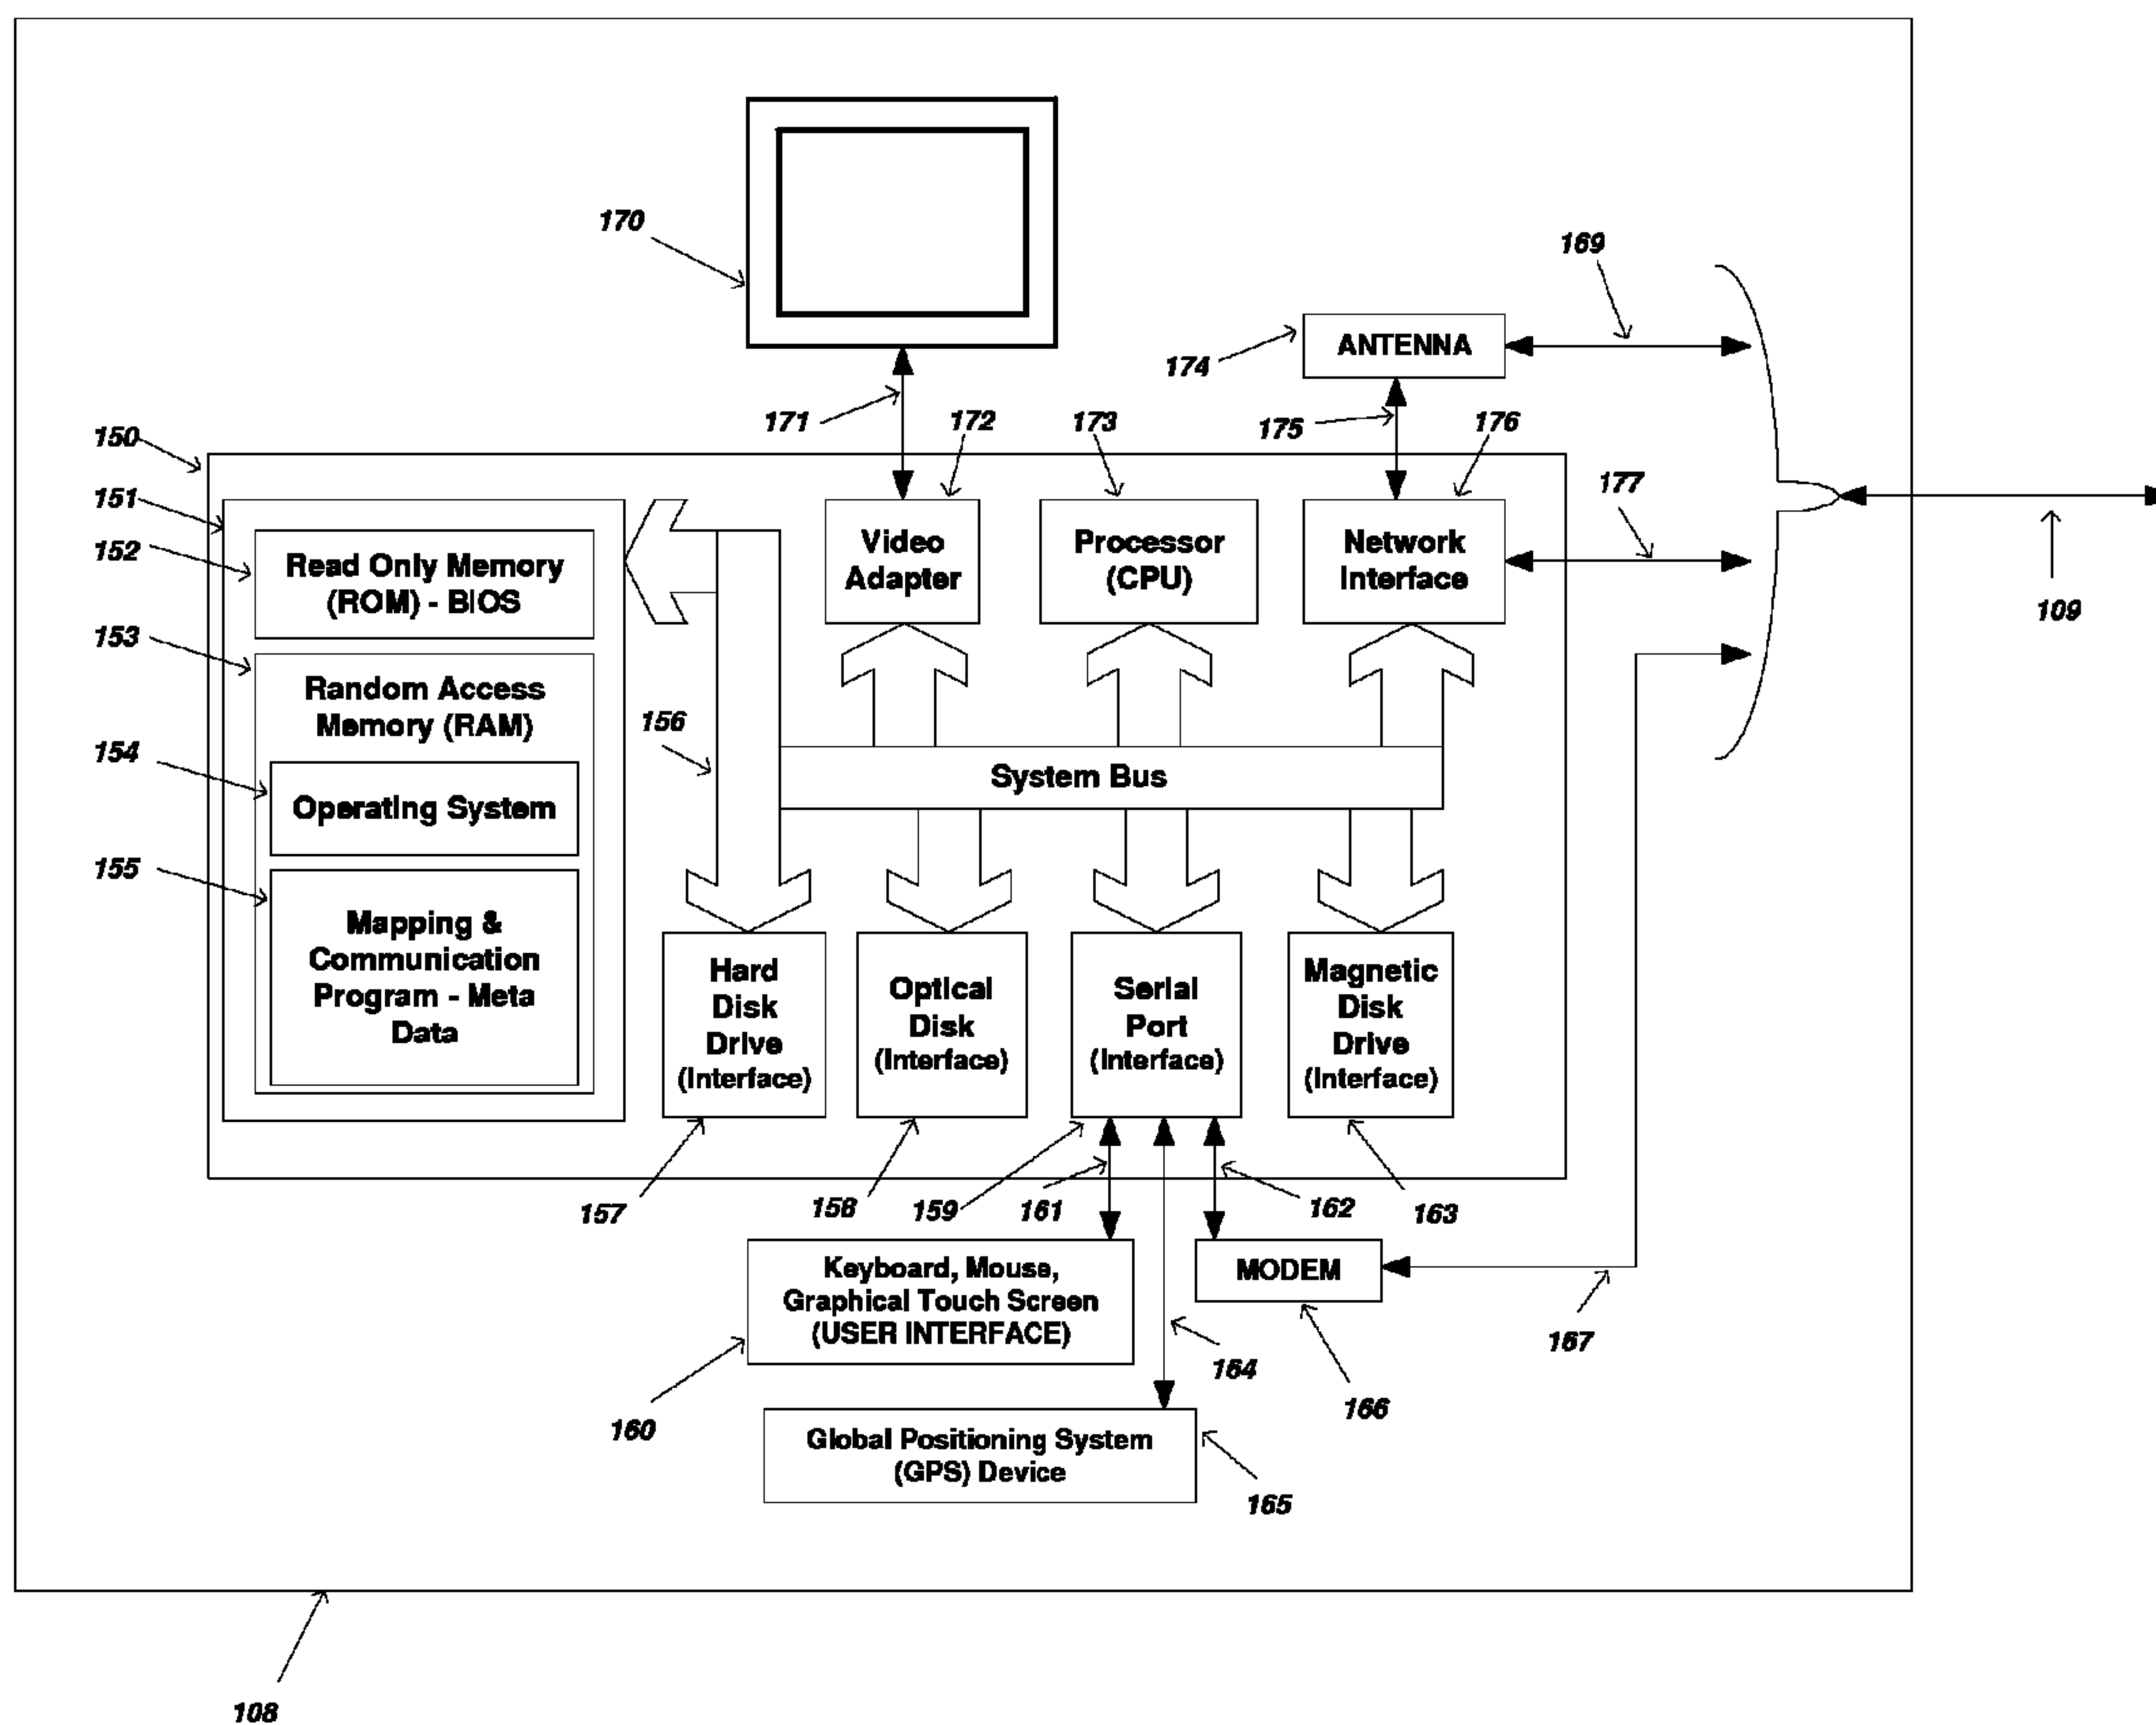 170
169
ANTENNA
174
171
172
173
175
176
150
151
152
153
154
155
177
109
Read Only Memory
(ROM) - BIOS
Random Access
Memory (RAM)
Operating System
Mapping &
Communication
Program - Meta
Data
Video
Adapter
Processor
(CPU)
Network
Interface
156
System Bus
Hard
Disk
Drive
(Interface)
Optical
Disk
(Interface)
Serial
Port
(Interface)
Magnetic
Disk
Drive
(Interface)
157
158
159
161
162
163
Keyboard, Mouse,
Graphical Touch Screen
(USER INTERFACE)
MODEM
167
164
166
160
Global Positioning System
(GPS) Device
165
108